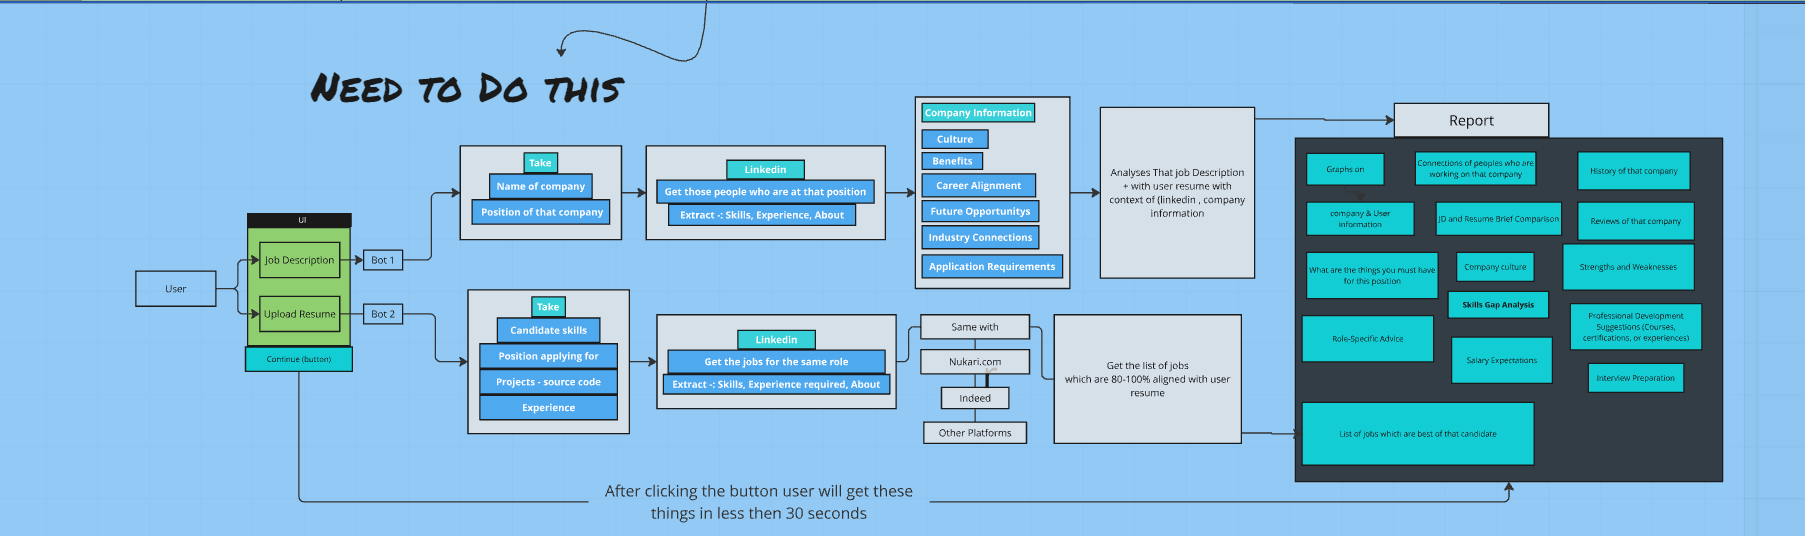 Need to Do this
User
UI
Job Description
Upload Resume
Continue (button)
Bot 1
Bot 2
Take
Name of company
Position of that company
Linkedin
Get those people who are at that position
Extract -: Skills, Experience, About
Company Information
Culture
Benefits
Career Alignment
Future Opportunitys
Industry Connections
Application Requirements
Analyses That job Description
+ with user resume with
context of (linkedin , company
information
Take
Candidate skills
Position applying for
Projects - source code
Experience
Linkedin
Get the jobs for the same role
Extract -: Skills, Experience required, About
Same with
Nukari.com
Indeed
Other Platforms
Get the list of jobs
which are 80-100% aligned with user
resume
Report
Graphs on
Connections of peoples who are
working on that company
History of that company
company & User
information
JD and Resume Brief Comparison
Reviews of that company
What are the things you must have
for this position
Company culture
Strengths and Weaknesses
Skills Gap Analysis
Role-Specific Advice
Professional Development
Suggestions (Courses,
certifications, or experiences)
Salary Expectations
Interview Preparation
List of jobs which are best of that candidate
After clicking the button user will get these
things in less then 30 seconds